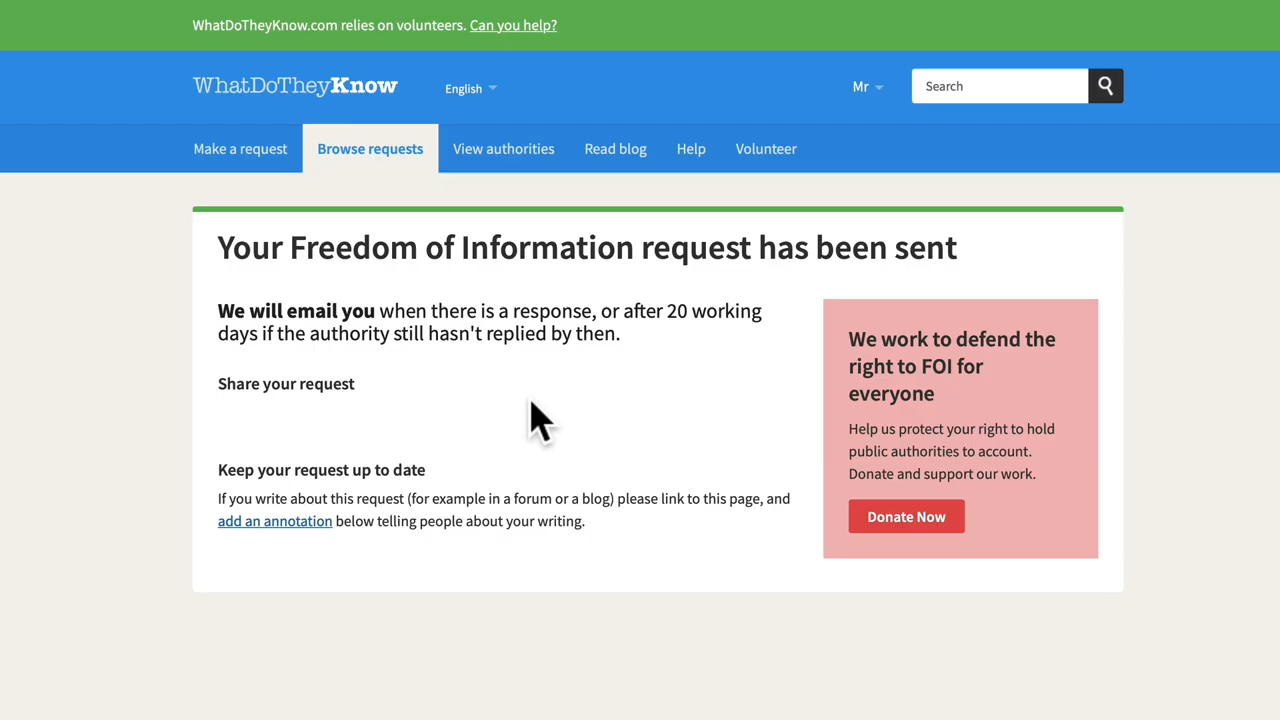 WhatDoTheyKnow.com relies on volunteers. Can you help?
WhatDoTheyKnow
English
Mr
Search
Make a request
Browse requests
View authorities
Read blog
Help
Volunteer
Your Freedom of Information request has been sent
We will email you when there is a response, or after 20 working
days if the authority still hasn't replied by then.
Share your request
Keep your request up to date
If you write about this request (for example in a forum or a blog) please link to this page, and
add an annotation below telling people about your writing.
We work to defend the
right to FOI for
everyone
Help us protect your right to hold
public authorities to account.
Donate and support our work.
Donate Now